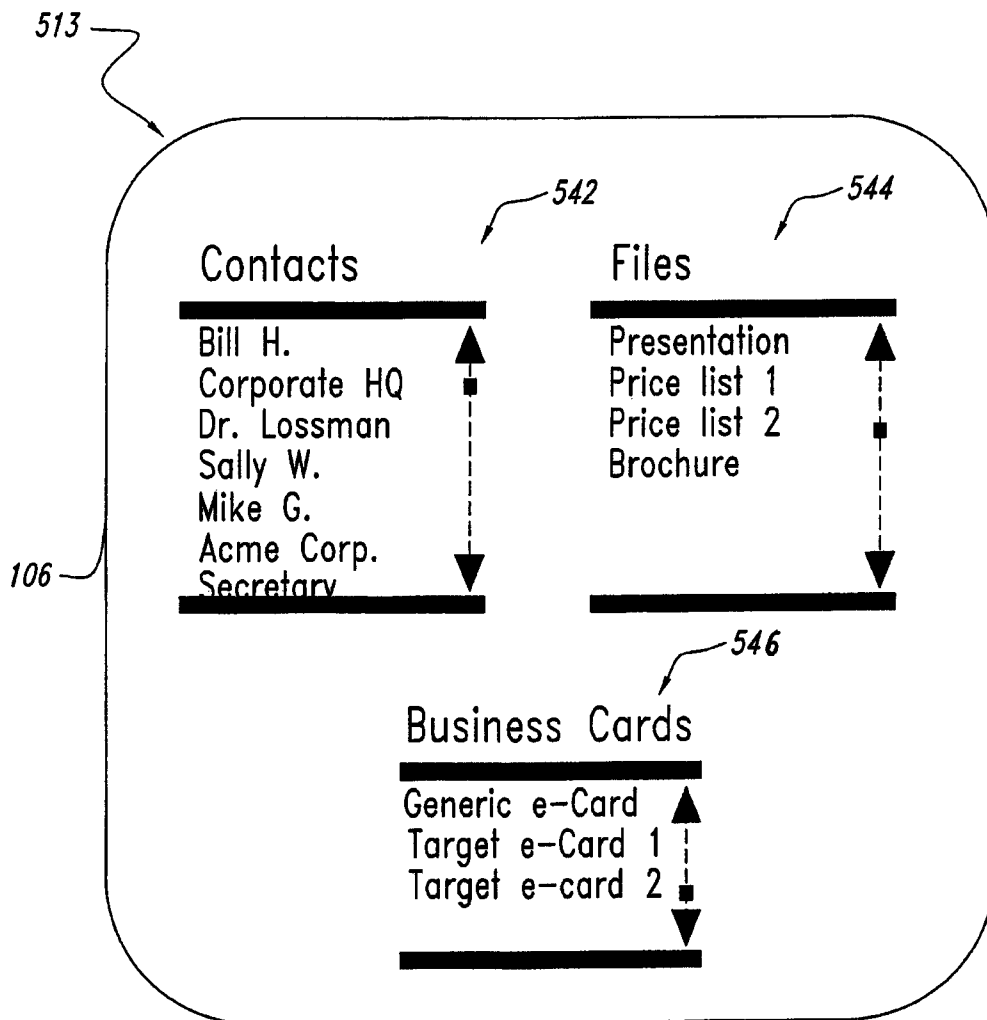 513
542
544
Contacts
Bill H.
Corporate HQ
Dr. Lossman
Sally W.
Mike G.
Acme Corp.
Secretary
Files
Presentation
Price list 1
Price list 2
Brochure
106
546
Business Cards
Generic e-Card
Target e-Card 1
Target e-card 2